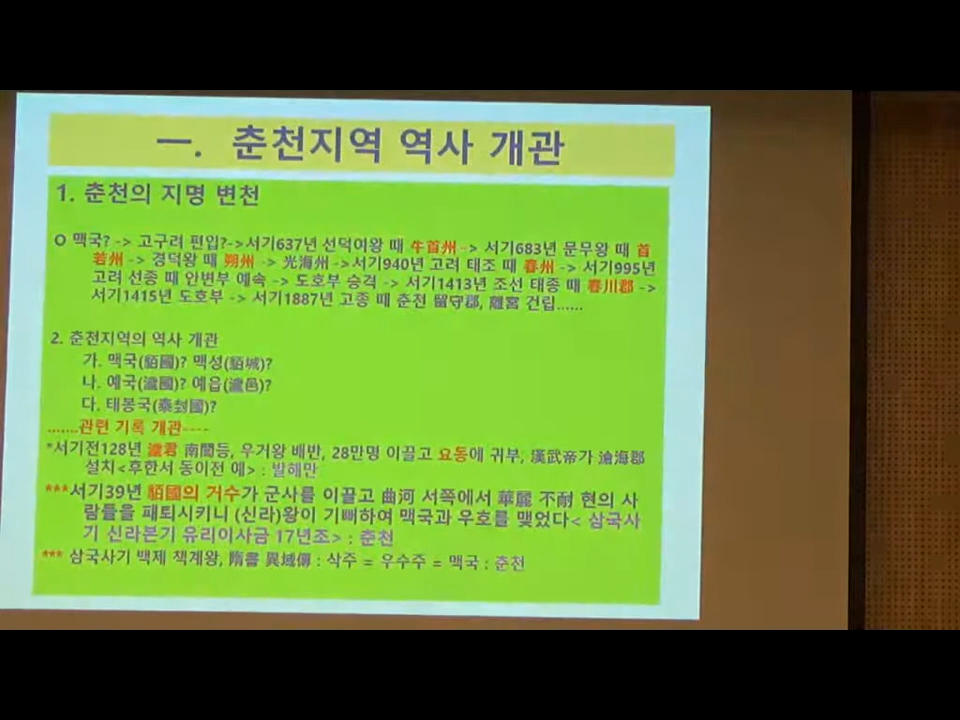 一. 춘천지역 역사 개관
1. 춘천의 지명 변천
O 맥국? -> 고구려 편입?->서기637년 선덕여왕 때 牛首州 -> 서기683년 문무왕 때 首
若州 -> 경덕왕 때 朔州 -> 光海州 ->서기940년 고려 태조 때 春州 -> 서기995년
고려 선종 때 안변부 예속 -> 도호부 승격 -> 서기1413년 조선 태종 때 春川郡 ->
서기1415년 도호부 -> 서기1887년 고종 때 춘천 留守郡, 離宮 건립......
2. 춘천지역의 역사 개관
가. 맥국(貊國)? 맥성(貊城)?
나. 예국(濊國)? 예읍(濊邑)?
다. 태봉국(泰封國)?
.......관련 기록 개관----
*서기전128년 濊君 南閭등, 우거왕 배반, 28만명 이끌고 요동에 귀부, 漢武帝가 滄海郡
설치<후한서 동이전 예> : 발해만
***서기39년 貊國의 거수가 군사를 이끌고 曲河 서쪽에서 華麗 不耐 현의 사
람들을 패퇴시키니 (신라)왕이 기뻐하여 맥국과 우호를 맺었다< 삼국사
기 신라본기 유리이사금 17년조> : 춘천
*** 삼국사기 백제 책계왕, 隋書 異域傳 : 삭주 = 우수주 = 맥국 : 춘천